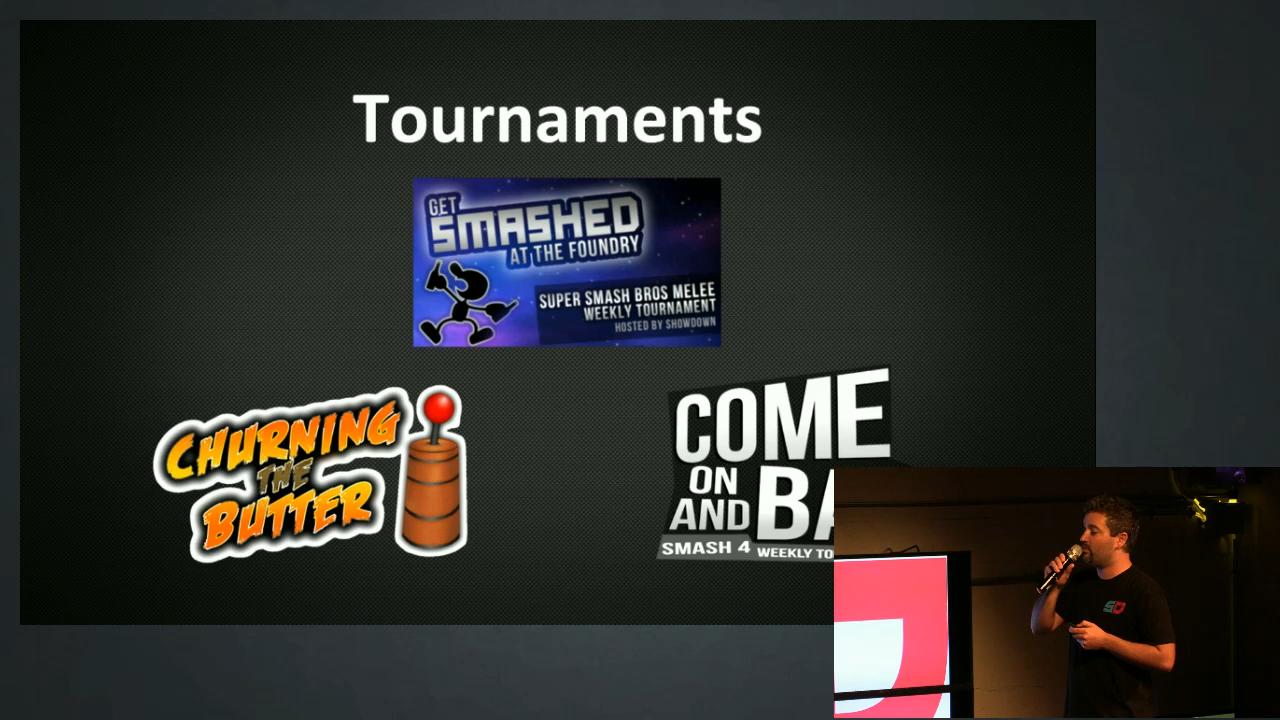 Tournaments
GET
SMASHED
AT THE FOUNDRY
SUPER SMASH BROS MELEE
WEEKLY TOURNAMENT
HOSTED BY SHOWDOWN
CHURNING
THE
BUTTER
COME
ON
AND
SMASH 4 WEEKLY